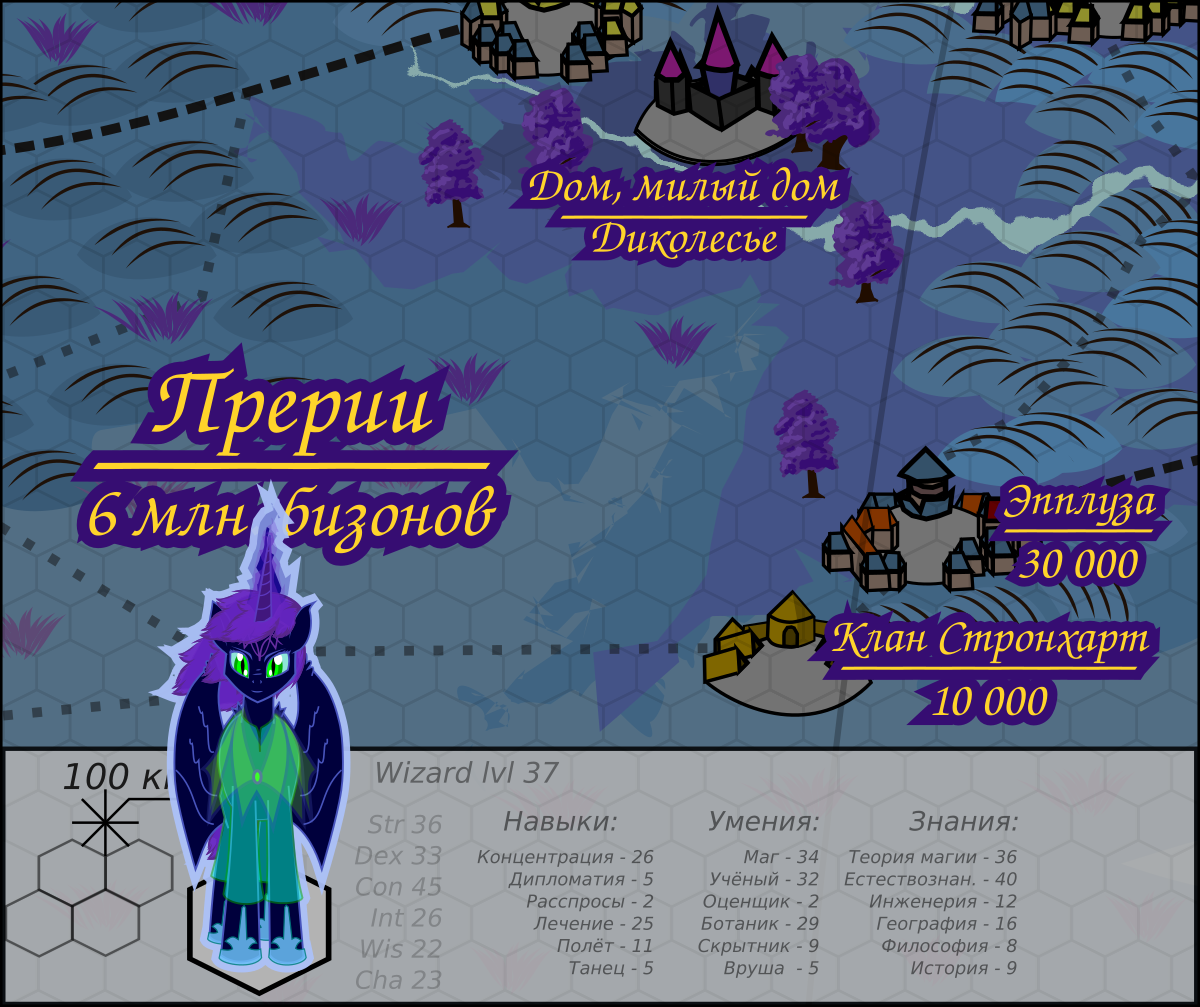 Дом, милый дом
Диколесье
Прерии
6 млн бизонов
Эпплуза
30 000
Клан Стронхарт
10 000
100 к
Wizard lvl 37
Str 36
Dex 33
Con 45
Int 26
Wis 22
Cha 23
Навыки:
Концентрация - 26
Дипломатия - 5
Расспросы - 2
Лечение - 25
Полёт - 11
Танец - 5
Умения:
Маг - 34
Учёный - 32
Оценщик - 2
Ботаник - 29
Скрытник - 9
Вруша - 5
Знания:
Теория магии - 36
Естествознан. - 40
Инженерия - 12
География - 16
Философия - 8
История - 9